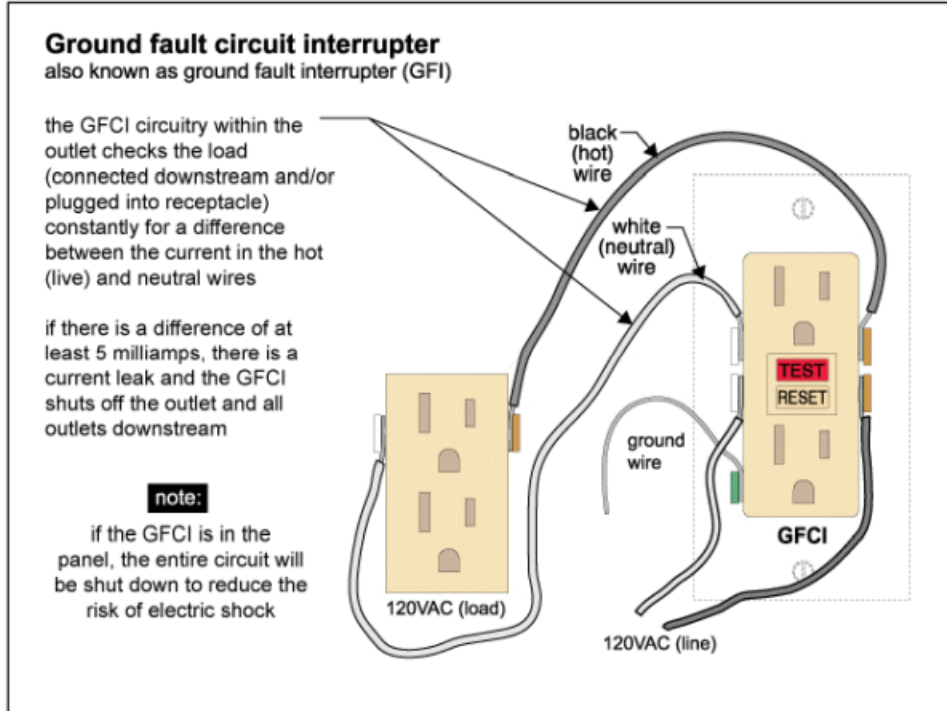 Ground fault circuit interrupter
also known as ground fault interrupter (GFI)
the GFCI circuitry within the
outlet checks the load
(connected downstream and/or
plugged into receptacle)
constantly for a difference
between the current in the hot
(live) and neutral wires
if there is a difference of at
least 5 milliamps, there is a
current leak and the GFCI
shuts off the outlet and all
outlets downstream
note:
if the GFCI is in the
panel, the entire circuit will
be shut down to reduce the
risk of electric shock
black
(hot)
wire
white
(neutral)
wire
TEST
RESET
ground
wire
GFCI
120VAC (load)
120VAC (line)